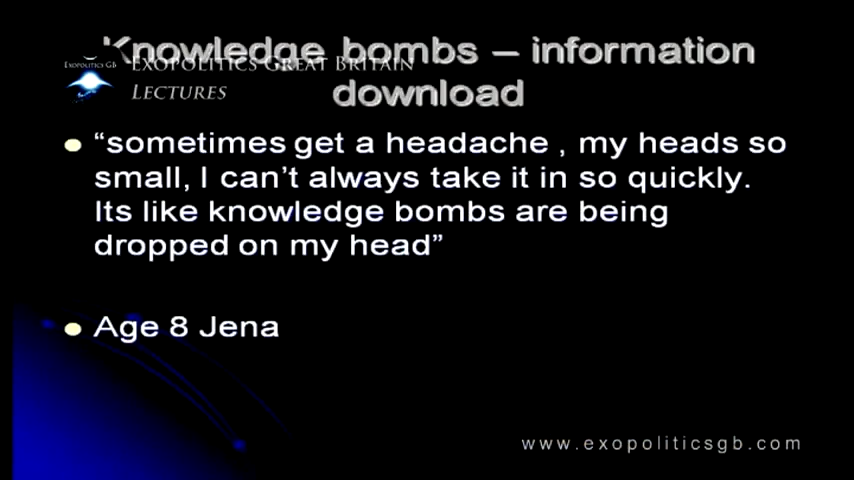 Knowledge bombs – information
download
EXOPOLITICS GB
EXOPOLITICS GREAT BRITAIN
LECTURES
“sometimes get a headache , my heads so
small, I can’t always take it in so quickly.
Its like knowledge bombs are being
dropped on my head”
Age 8 Jena
www.exopoliticsgb.com